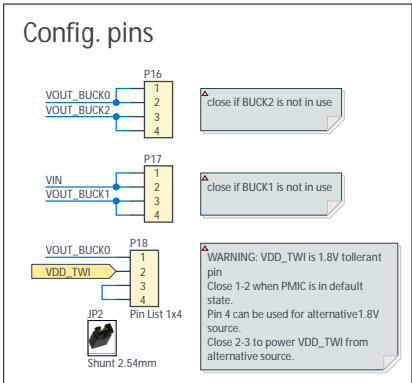 Config. pins
P16
VOUT_BUCK0
VOUT_BUCK2
1
2
3
4
close if BUCK2 is not in use
P17
VIN
VOUT_BUCK1
1
2
3
4
close if BUCK1 is not in use
P18
VOUT_BUCK0
VDD_TWI
1
2
3
4
JP2
Pin List 1x4
Shunt 2.54mm
WARNING: VDD_TWI is 1.8V tollerant
pin
Close 1-2 when PMIC is in default
state.
Pin 4 can be used for alternative1.8V
source.
Close 2-3 to power VDD_TWI from
alternative source.